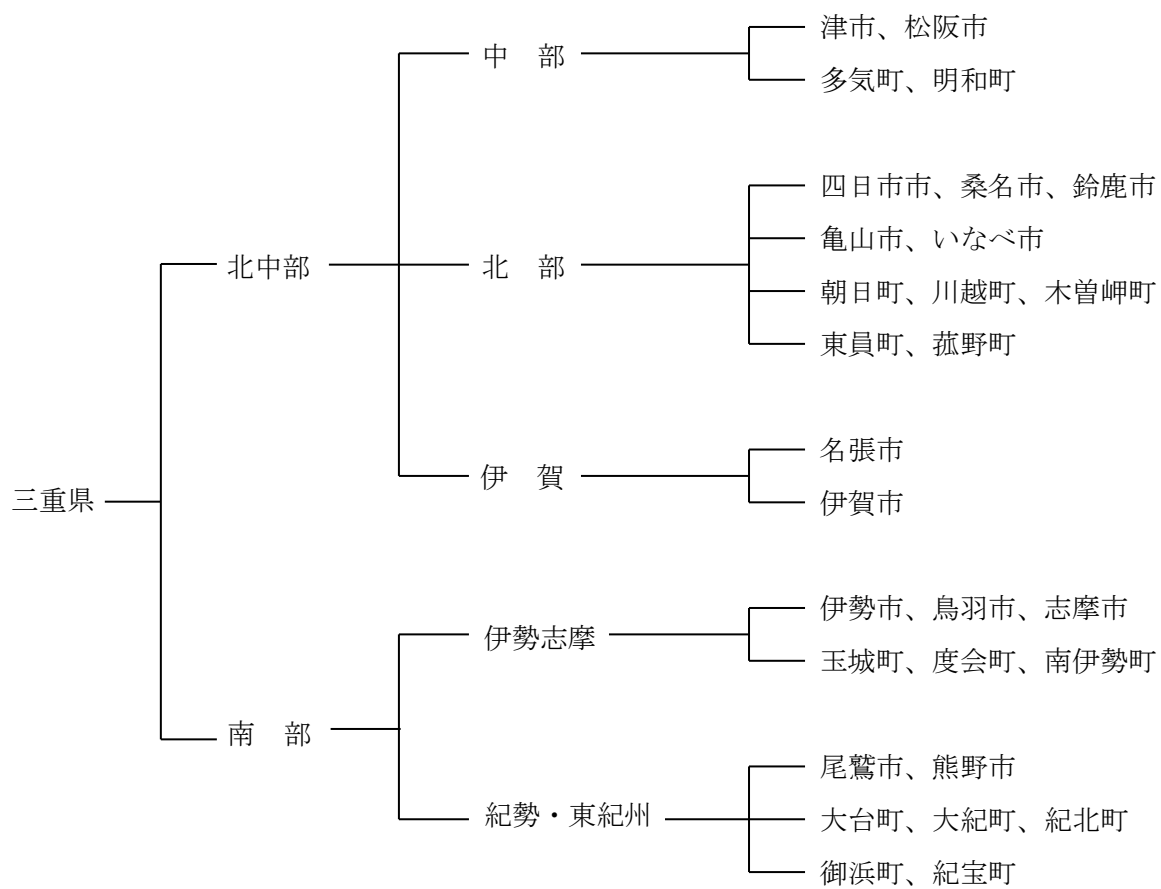 三重県
北中部
中　部
津市、松阪市
多気町、明和町
北　部
四日市市、桑名市、鈴鹿市
亀山市、いなべ市
朝日町、川越町、木曽岬町
東員町、菰野町
伊　賀
名張市
伊賀市
南　部
伊勢志摩
伊勢市、鳥羽市、志摩市
玉城町、度会町、南伊勢町
紀勢・東紀州
尾鷲市、熊野市
大台町、大紀町、紀北町
御浜町、紀宝町